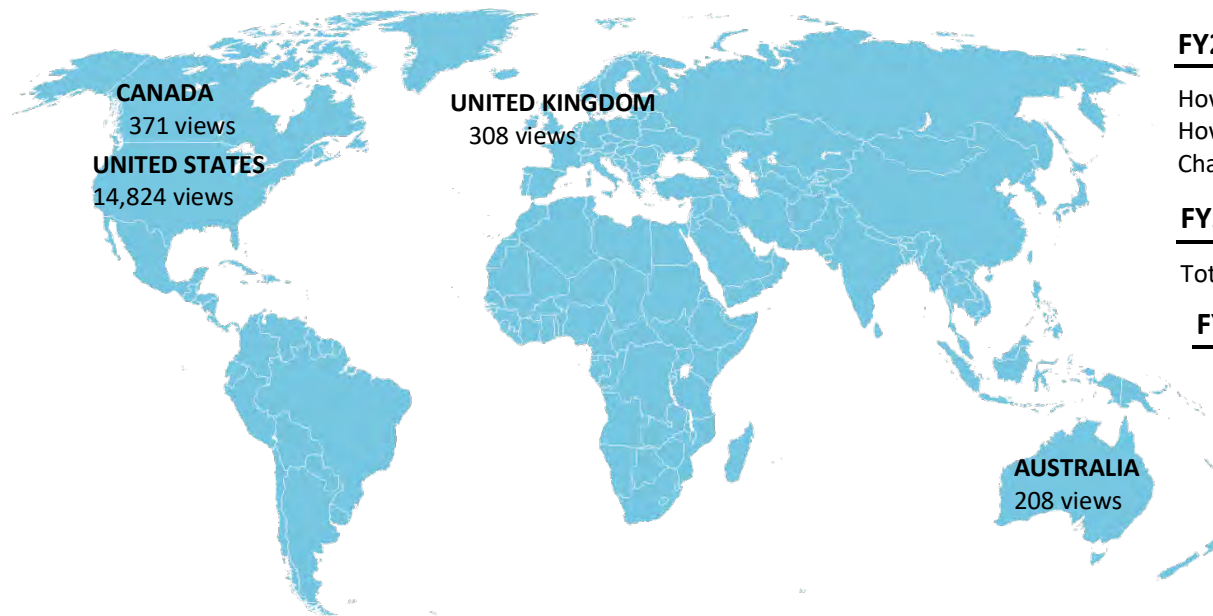 CANADA
371 views
UNITED STATES
14,824 views
UNITED KINGDOM
308 views
AUSTRALIA
208 views